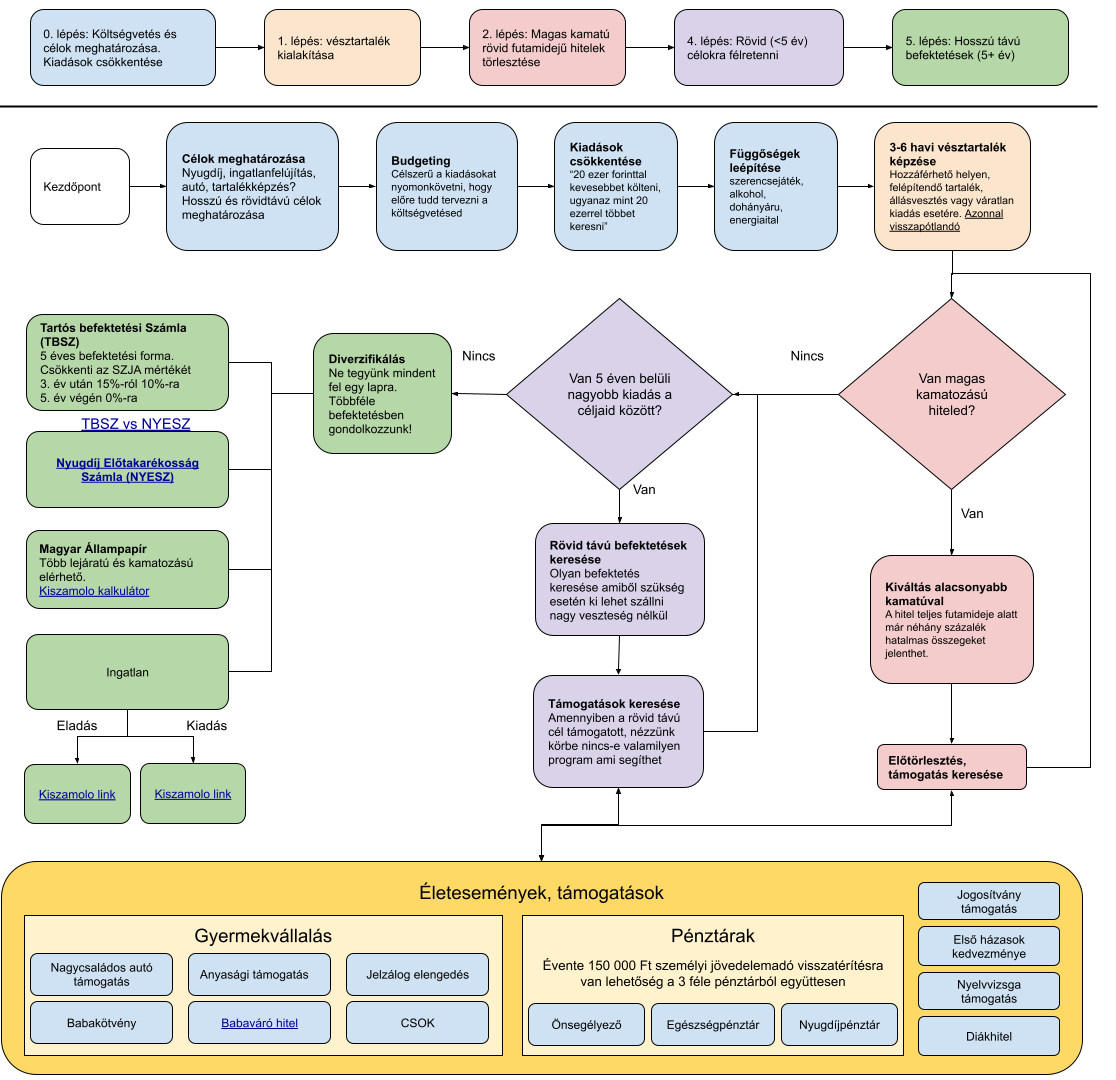 0. lépés: Költségvetés és
célok meghatározása.
Kiadások csökkentése
1. lépés: vésztartalék
kialakítása
2. lépés: Magas kamatú
rövid futamidejű hitelek
törlesztése
4. lépés: Rövid (<5 év)
célokra félretenni
5. lépés: Hosszú távú
befektetések (5+ év)
Kezdőpont
Célok meghatározása
Nyugdíj, ingatlanfelújítás,
autó, tartalékképzés?
Hosszú és rövidtávú célok
meghatározása
Budgeting
Célszerű a kiadásokat
nyomonkövetni, hogy
előre tudd tervezni a
költségvetésed
Kiadások
csökkentése
"20 ezer forinttal
kevesebbet költeni,
ugyanaz mint 20
ezerrel többet
keresni"
Függőségek
leépítése
szerencsejáték,
alkohol,
dohányáru,
energiaital
3-6 havi vésztartalék
képzése
Hozzáférhető helyen,
felépítendő tartalék,
állásvesztés vagy váratlan
kiadás esetére. Azonnal
visszapótlandó
Van magas
kamatozású
hiteled?
Nincs
Van
Kiváltás alacsonyabb
kamatúval
A hitel teljes futamideje alatt
már néhány százalék
hatalmas összegeket
jelenthet.
Előtörlesztés,
támogatás keresése
Van 5 éven belüli
nagyobb kiadás a
céljaid között?
Nincs
Van
Rövid távú befektetések
keresése
Olyan befektetés
keresése amiből szükség
esetén ki lehet szállni
nagy veszteség nélkül
Támogatások keresése
Amennyiben a rövid távú
cél támogatott, nézzünk
körbe nincs-e valamilyen
program ami segíthet
Diverzifikálás
Ne tegyünk mindent
fel egy lapra.
Többféle
befektetésben
gondolkozzunk!
Tartós befektetési Számla
(TBSZ)
5 éves befektetési forma.
Csökkenti az SZJA mértékét
3. év után 15%-ról 10%-ra
5. év végén 0%-ra
TBSZ vs NYESZ
Nyugdíj Előtakarékosság
Számla (NYESZ)
Magyar Állampapír
Több lejáratú és kamatozású
elérhető.
Kiszamolo kalkulátor
Ingatlan
Eladás
Kiadás
Kiszamolo link
Kiszamolo link
Életesemények, támogatások
Gyermekvállalás
Nagycsaládos autó
támogatás
Anyasági támogatás
Jelzálog elengedés
Babakötvény
Babaváró hitel
CSOK
Pénztárak
Évente 150 000 Ft személyi jövedelemadó visszatérítésra
van lehetőség a 3 féle pénztárból együttesen
Önsegélyező
Egészségpénztár
Nyugdíjpénztár
Jogosítvány
támogatás
Első házasok
kedvezménye
Nyelvvizsga
támogatás
Diákhitel